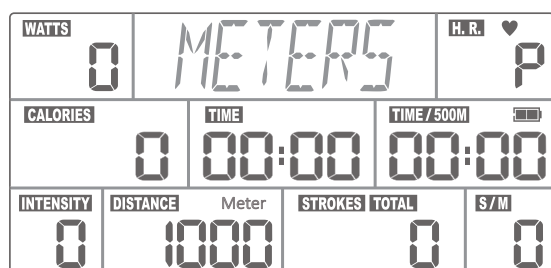 WATTS METERS H. R.
0 P
CALORIES TIME TIME / 500M
0 00:00 00:00
INTENSITY DISTANCE Meter STROKES TOTAL S / M
0 1000 0 0